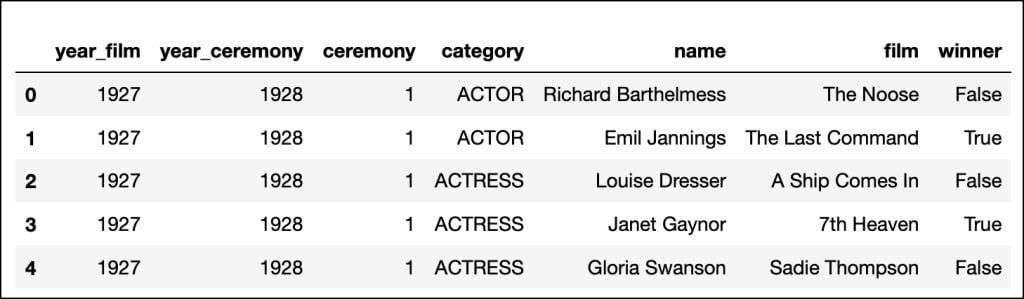 year_film year_ceremony ceremony category name film winner
0 1927 1928 1 ACTOR Richard Barthelmess The Noose False
1 1927 1928 1 ACTOR Emil Jannings The Last Command True
2 1927 1928 1 ACTRESS Louise Dresser A Ship Comes In False
3 1927 1928 1 ACTRESS Janet Gaynor 7th Heaven True
4 1927 1928 1 ACTRESS Gloria Swanson Sadie Thompson False